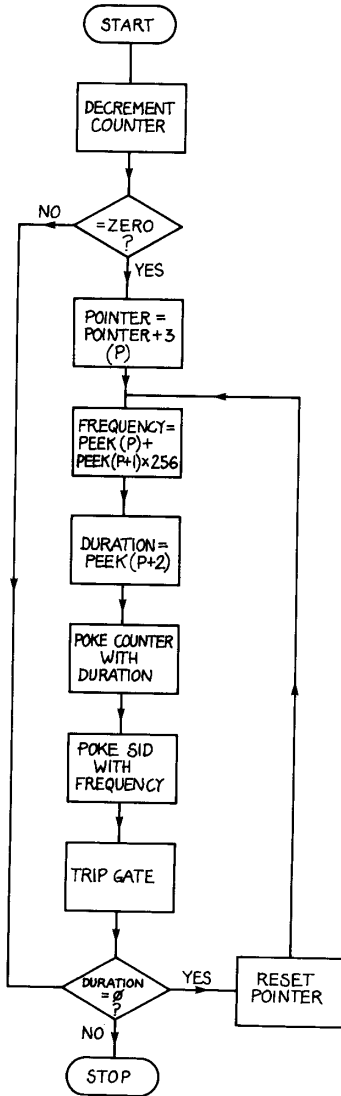 START
DECREMENT
COUNTER
NO
=ZERO
?
YES
POINTER =
POINTER+3
(P)
FREQUENCY=
PEEK(P)+
PEEK(P+1)×256
DURATION=
PEEK(P+2)
POKE COUNTER
WITH
DURATION
POKE SID
WITH
FREQUENCY
TRIP GATE
DURATION
=Ø
?
YES
RESET
POINTER
NO
STOP